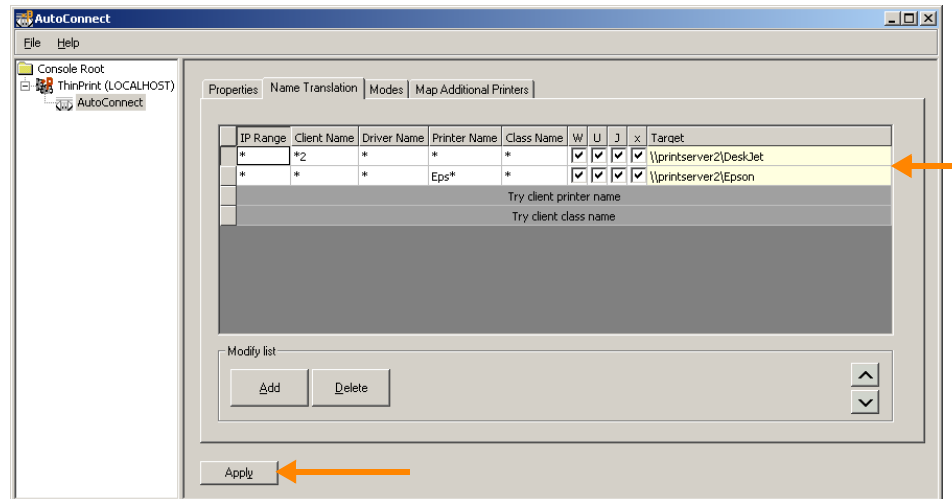 AutoConnect
File Help
Console Root
ThinPrint (LOCALHOST)
AutoConnect
Properties Name Translation Modes Map Additional Printers
IP Range Client Name Driver Name Printer Name Class Name W U J x Target
* *2 * * * \\printserver2\DeskJet
* * * Eps* * \\printserver2\Epson
Try client printer name
Try client class name
Modify list
Add Delete
Apply